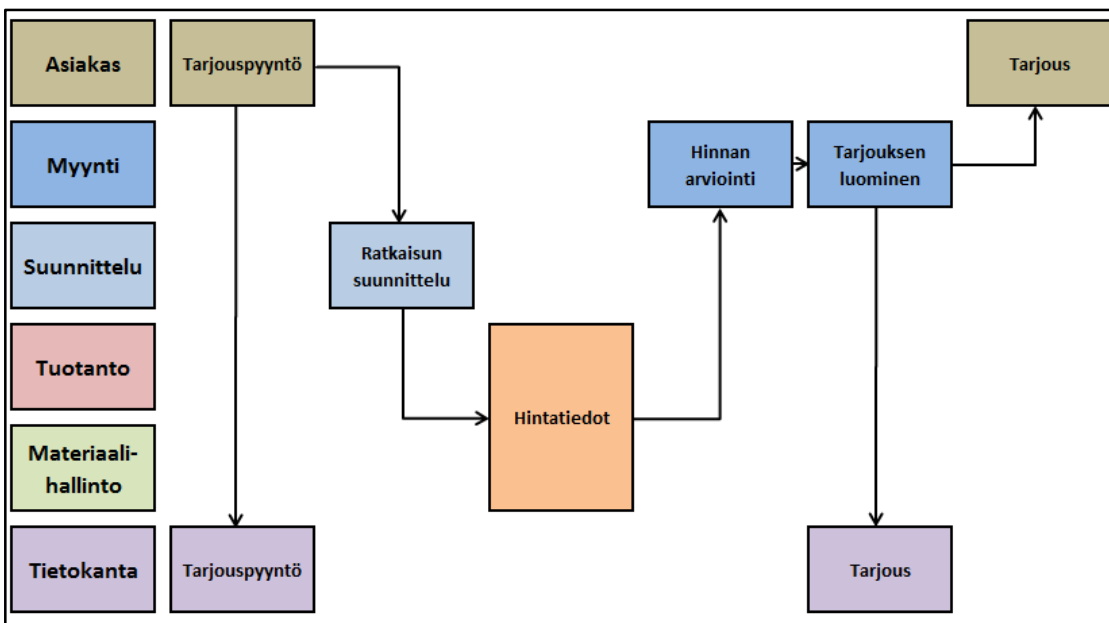 Asiakas
Tarjouspyyntö
Tarjous
Myynti
Hinnan
arviointi
Tarjouksen
luominen
Suunnittelu
Ratkaisun
suunnittelu
Tuotanto
Hintatiedot
Materiaali-
hallinto
Tietokanta
Tarjouspyyntö
Tarjous